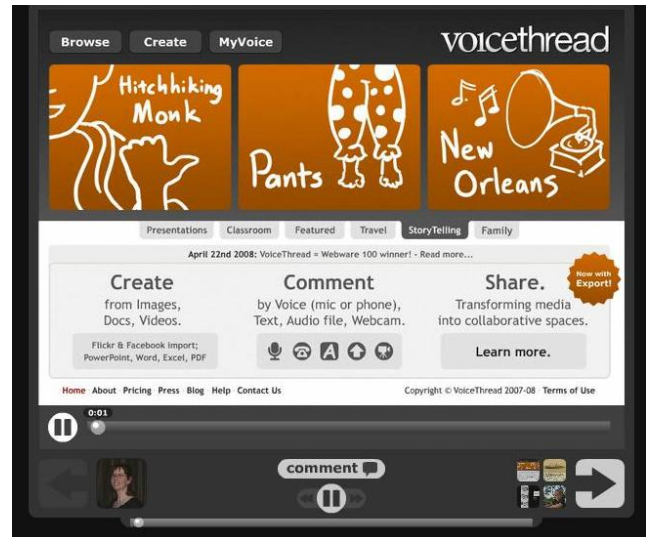 Browse Create MyVoice voicethread
Hitchhiking
Monk
Pants
New
Orleans
Presentations Classroom Featured Travel StoryTelling Family
April 22nd 2008: VoiceThread = Webware 100 winner! - Read more...
Create
from Images,
Docs, Videos.
Flickr & Facebook import;
PowerPoint, Word, Excel, PDF
Comment
by Voice (mic or phone),
Text, Audio file, Webcam.
A
Share.
Transforming media
into collaborative spaces.
Learn more.
Now with
Export!
Home About Pricing Press Blog Help Contact Us
Copyright © VoiceThread 2007-08 Terms of Use
0:01
comment